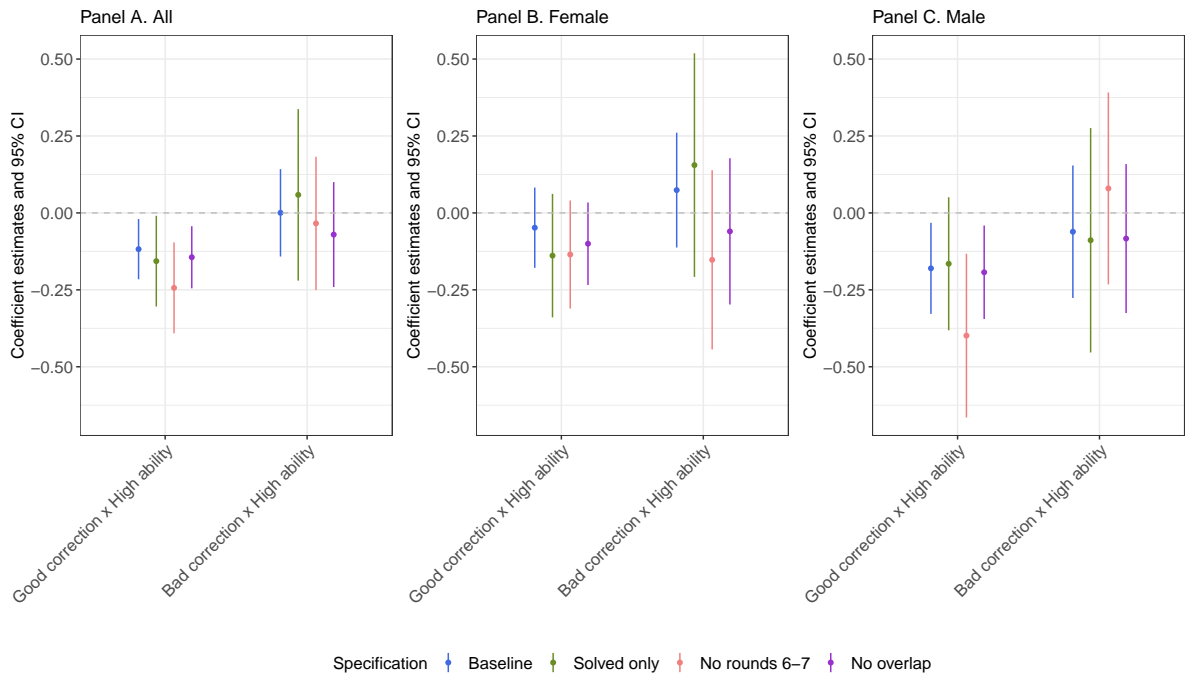 Panel A. All
Panel B. Female
Panel C. Male
Coefficient estimates and 95% CI
0.50
0.25
0.00
−0.25
−0.50
Good correction x High ability
Bad correction x High ability
Coefficient estimates and 95% CI
0.50
0.25
0.00
−0.25
−0.50
Good correction x High ability
Bad correction x High ability
Coefficient estimates and 95% CI
0.50
0.25
0.00
−0.25
−0.50
Good correction x High ability
Bad correction x High ability
Specification Baseline Solved only No rounds 6−7 No overlap